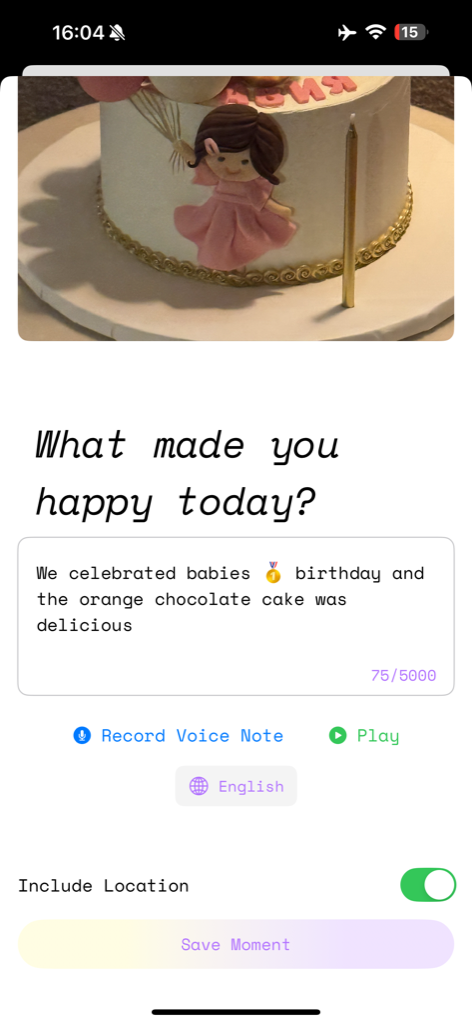 16:04
15
What made you
happy today?
We celebrated babies 🥇 birthday and
the orange chocolate cake was
delicious
75/5000
Record Voice Note
Play
English
Include Location
Save Moment